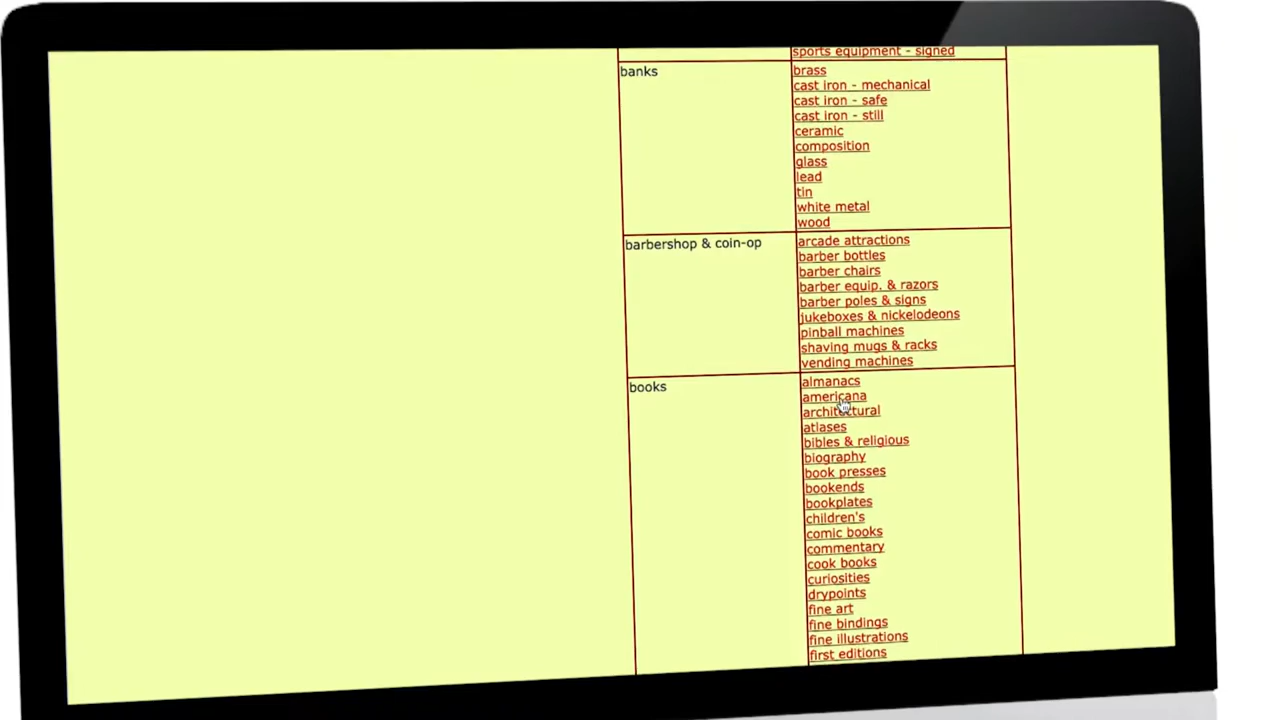 sports equipment - signed
banks
brass
cast iron - mechanical
cast iron - safe
cast iron - still
ceramic
composition
glass
lead
tin
white metal
wood
barbershop & coin-op
arcade attractions
barber bottles
barber chairs
barber equip. & razors
barber poles & signs
jukeboxes & nickelodeons
pinball machines
shaving mugs & racks
vending machines
books
almanacs
americana
architectural
atlases
bibles & religious
biography
book presses
bookends
bookplates
children's
comic books
commentary
cook books
curiosities
drypoints
fine art
fine bindings
fine illustrations
first editions